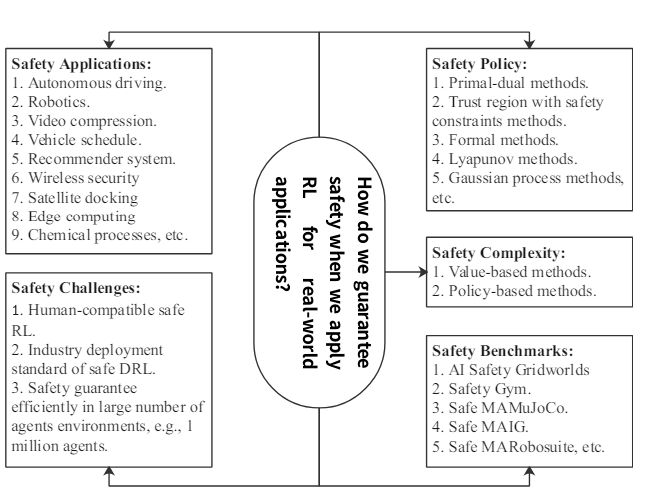 Safety Applications:
1. Autonomous driving.
2. Robotics.
3. Video compression.
4. Vehicle schedule.
5. Recommender system.
6. Wireless security
7. Satellite docking
8. Edge computing
9. Chemical processes, etc.
Safety Challenges:
1. Human-compatible safe
RL.
2. Industry deployment
standard of safe DRL.
3. Safety guarantee
efficiently in large number of
agents environments, e.g., 1
million agents.
How do we guarantee
safety when we apply
RL for real-world
applications?
Safety Policy:
1. Primal-dual methods.
2. Trust region with safety
constraints methods.
3. Formal methods.
4. Lyapunov methods.
5. Gaussian process methods,
etc.
Safety Complexity:
1. Value-based methods.
2. Policy-based methods.
Safety Benchmarks:
1. AI Safety Gridworlds
2. Safety Gym.
3. Safe MAMuJoCo.
4. Safe MAIG.
5. Safe MARobosuite, etc.